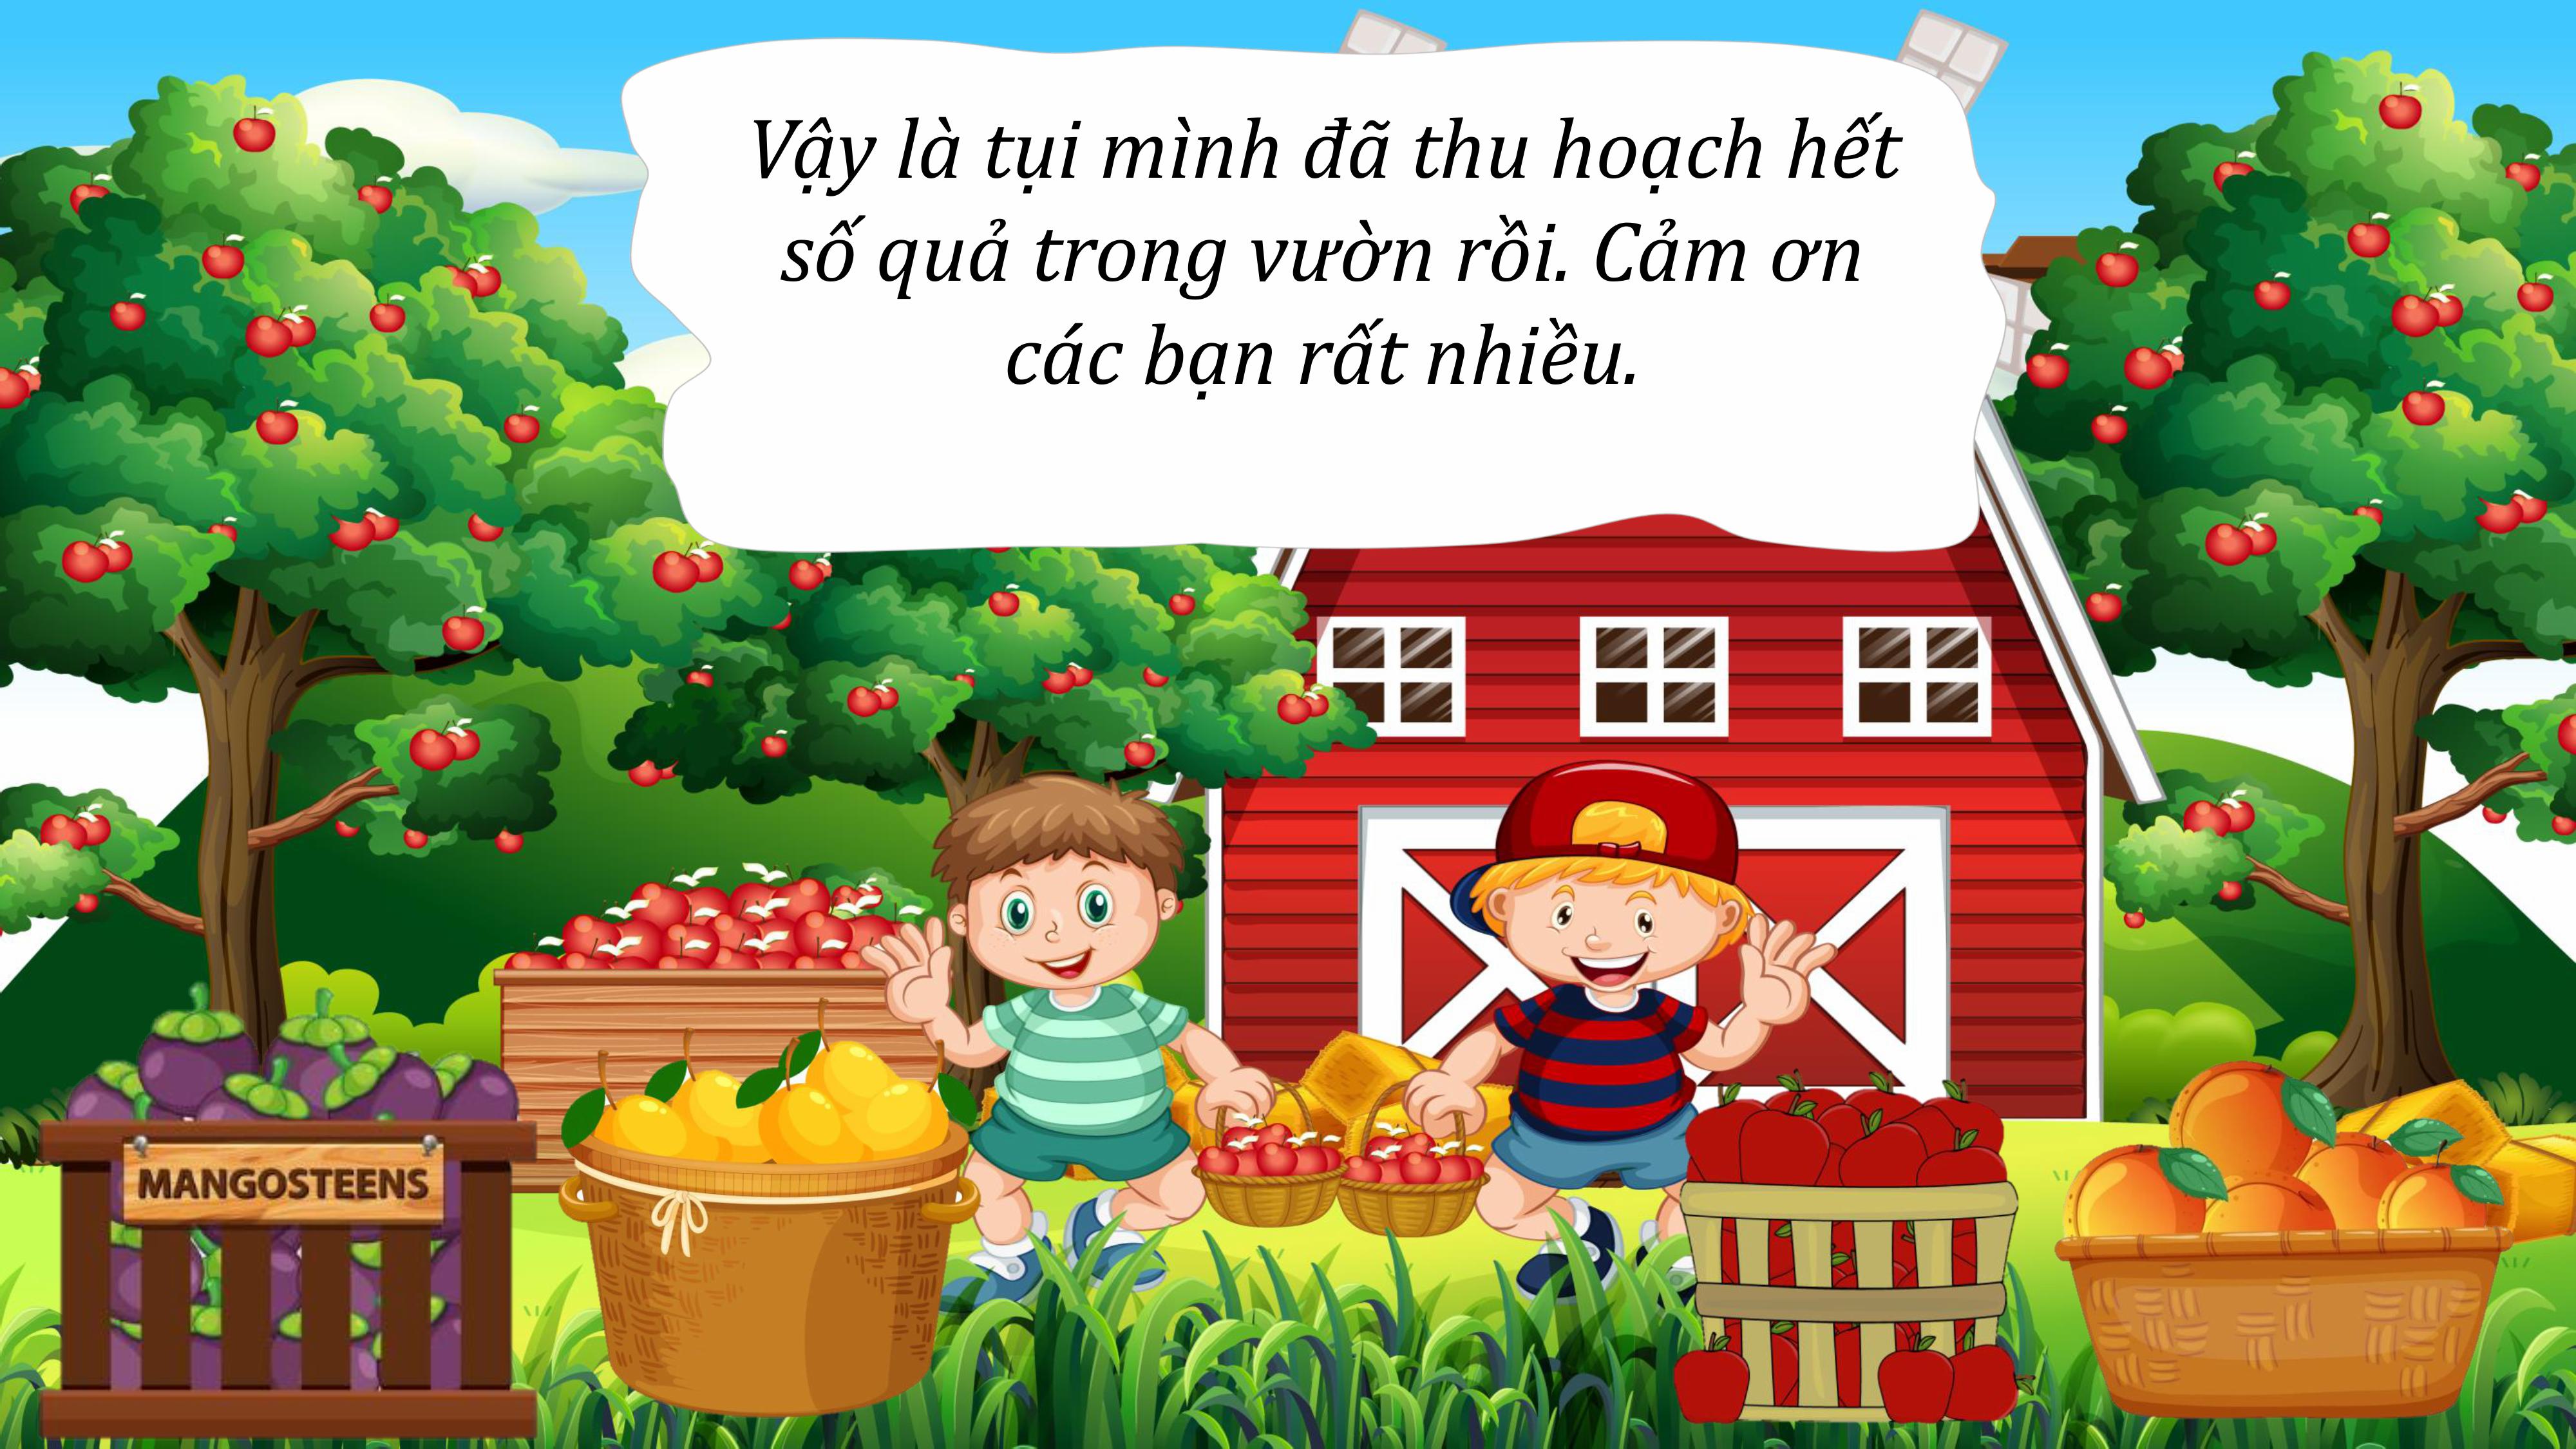 Vậy là tụi mình đã thu hoạch hết
số quả trong vườn rồi. Cảm ơn
các bạn rất nhiều.
MANGOSTEENS